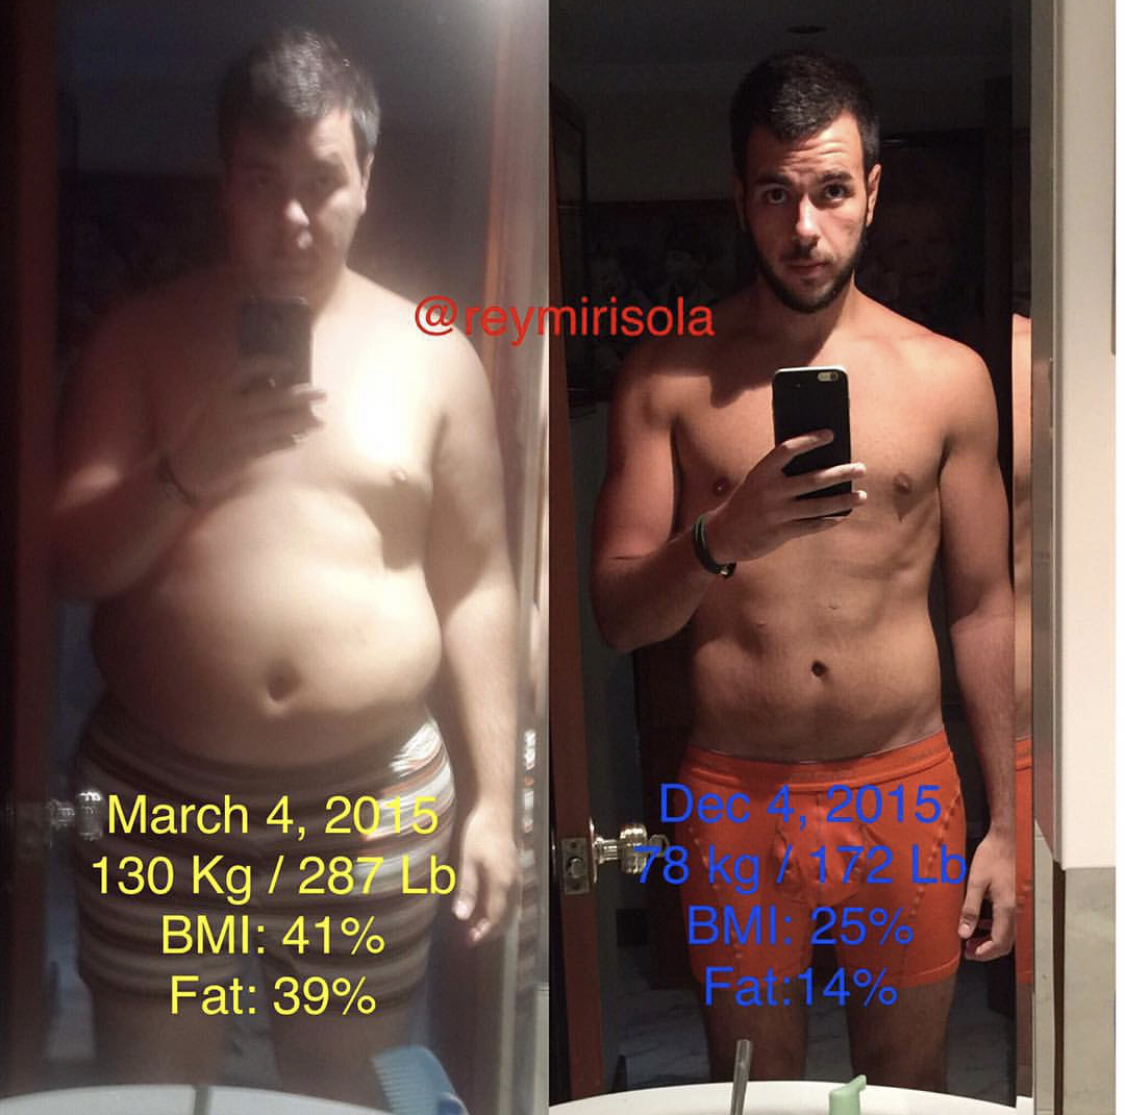 @reymirisola
March 4, 2015
130 Kg / 287 Lb
BMI: 41%
Fat: 39%
Dec 4, 2015
78 kg / 172 Lb
BMI: 25%
Fat:14%